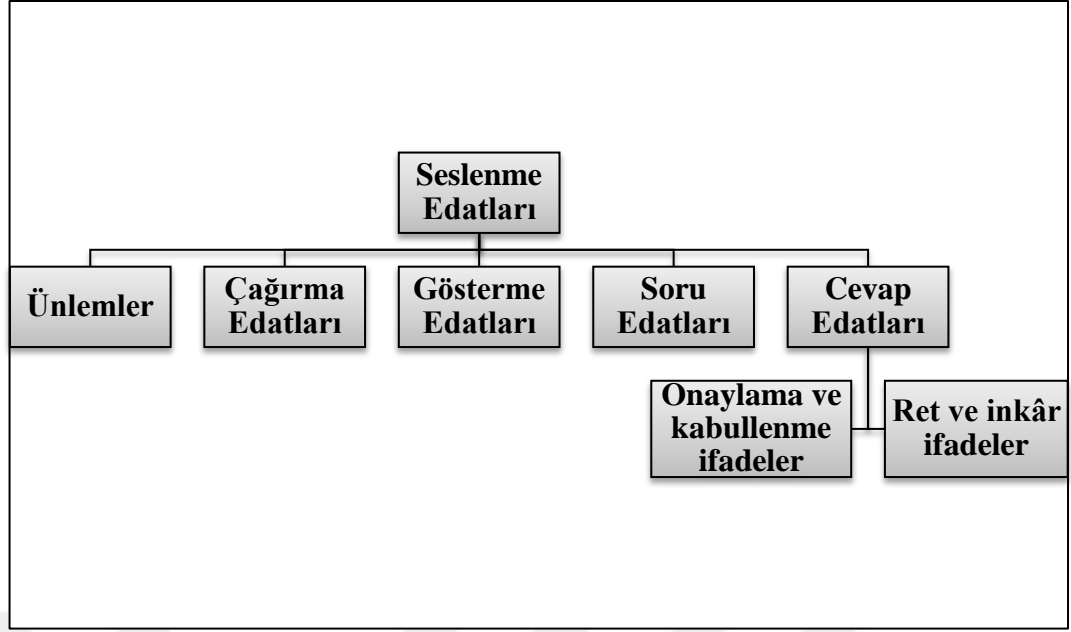 Seslenme
Edatları
Ünlemler
Çağırma
Edatları
Gösterme
Edatları
Soru
Edatları
Cevap
Edatları
Onaylama ve
kabullenme
ifadeler
Ret ve inkâr
ifadeler